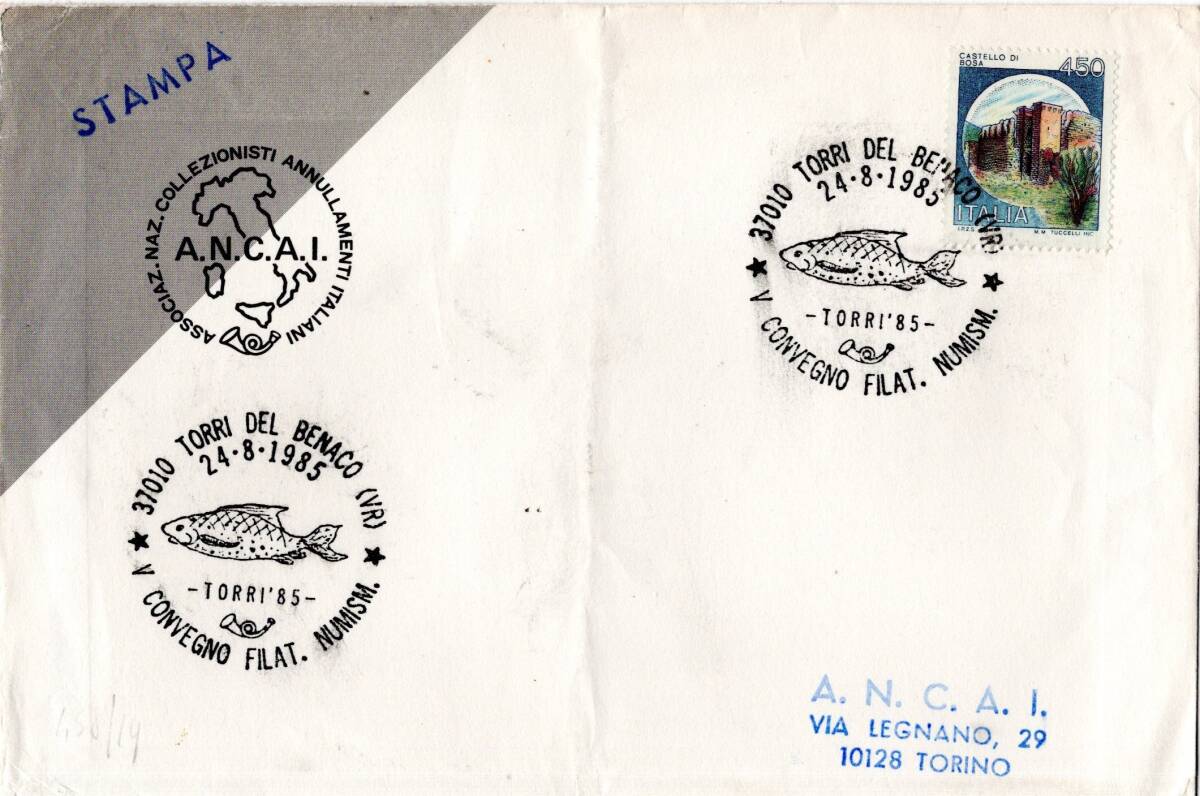 STAMPA
ASSOCIAZ. NAZ. COLLEZIONISTI ANNULLAMENTI ITALIANI
A.N.C.A.I.
CASTELLO DI
BOSA
450
ITALIA
I.P.Z.S.
M.M. TUCCELLI INC.
37010 TORRI DEL BENACO (VR)
24·8·1985
-TORRI'85-
V CONVEGNO FILAT. NUMISM.
37010 TORRI DEL BENACO (VR)
24·8·1985
-TORRI'85-
V CONVEGNO FILAT. NUMISM.
A. N. C. A. I.
VIA LEGNANO, 29
10128 TORINO